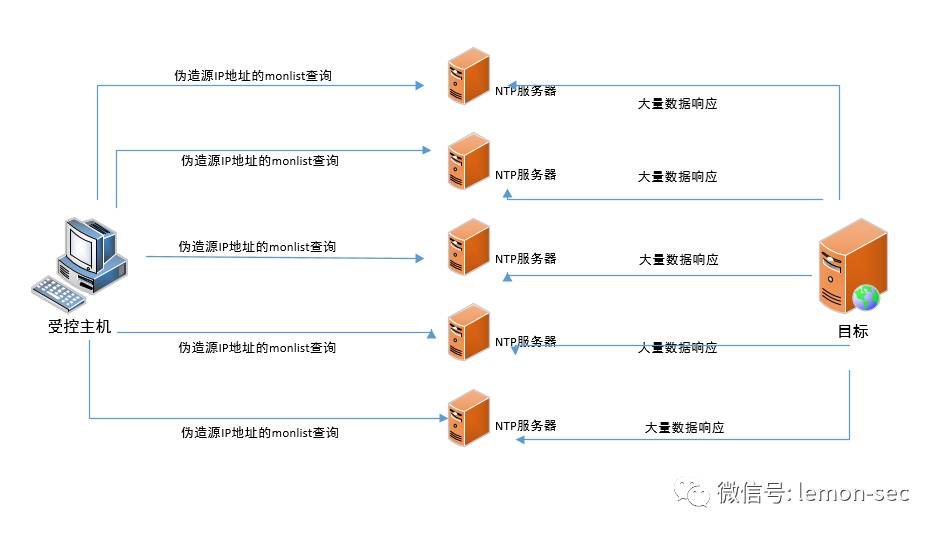 伪造源IP地址的monlist查询
NTP服务器
大量数据响应
伪造源IP地址的monlist查询
NTP服务器
大量数据响应
伪造源IP地址的monlist查询
NTP服务器
大量数据响应
受控主机
目标
伪造源IP地址的monlist查询
NTP服务器
大量数据响应
伪造源IP地址的monlist查询
NTP服务器
大量数据响应
微信号: lemon-sec